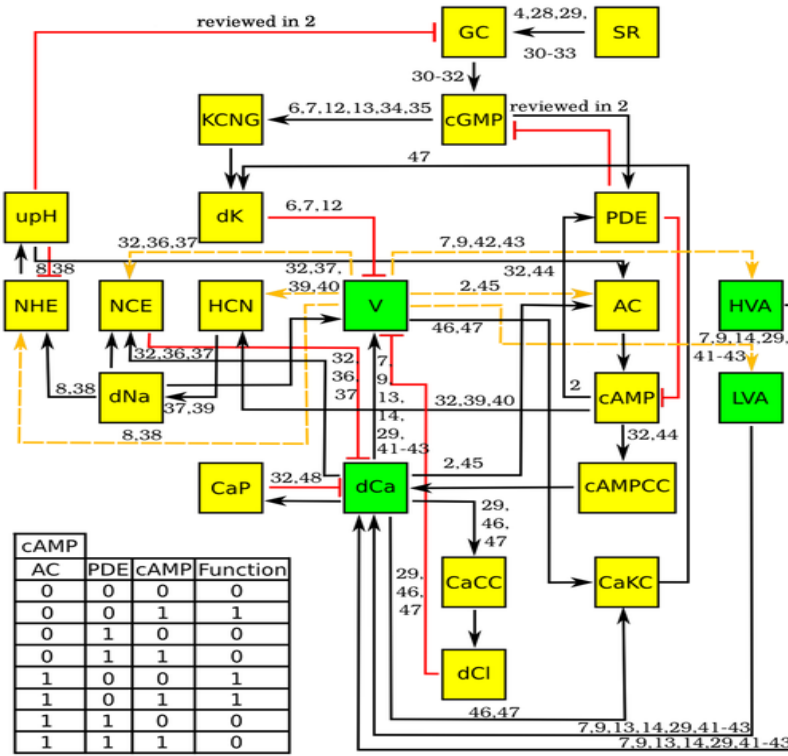 reviewed in 2
GC
4,28,29,
30-33
SR
30-32
KCNG
6,7,12,13,34,35
cGMP
reviewed in 2
47
upH
dK
6,7,12
PDE
32,36,37
7,9,42,43
8,38
32,37,
39,40
32,44
NHE
NCE
HCN
V
2,45
AC
HVA
46,47
7,9,14,29,
41-43
32,36,37
32,
36,
37
7,
9,
13,
14,
29,
41-43
8,38
dNa
37,39
32,39,40
2
cAMP
LVA
8,38
32,44
CaP
32,48
dCa
2,45
cAMPCC
29,
46,
47
29,
46,
47
CaCC
CaKC
dCl
46,47
7,9,13,14,29,41-43
7,9,13,14,29,41-43
cAMP
AC PDE cAMP Function
0 0 0 0
0 0 1 1
0 1 0 0
0 1 1 0
1 0 0 1
1 0 1 1
1 1 0 0
1 1 1 0